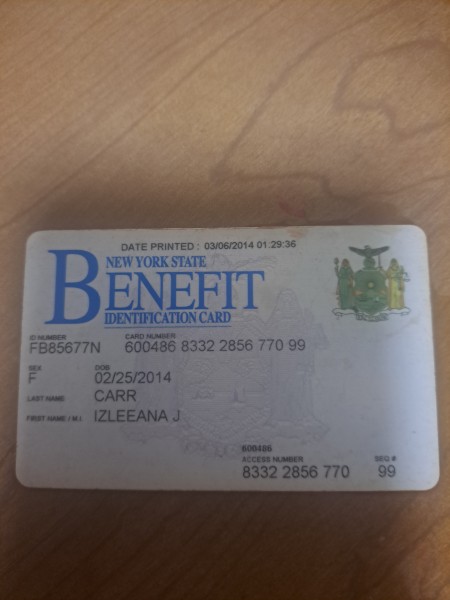 DATE PRINTED : 03/06/2014 01:29:36
NEW YORK STATE
BENEFIT
IDENTIFICATION CARD
ID NUMBER CARD NUMBER
FB85677N 600486 8332 2856 770 99
SEX DOB
F 02/25/2014
LAST NAME CARR
FIRST NAME / M.I. IZLEEANA J
600486
ACCESS NUMBER SEQ #
8332 2856 770 99